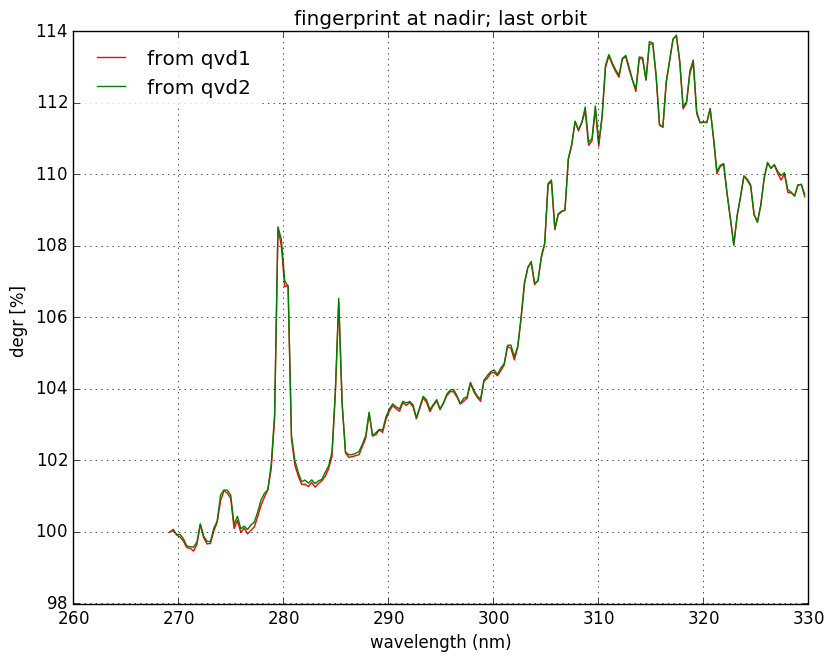 fingerprint at nadir; last orbit
from qvd1
from qvd2
114
112
110
108
106
104
102
100
98
degr [%]
260 270 280 290 300 310 320 330
wavelength (nm)